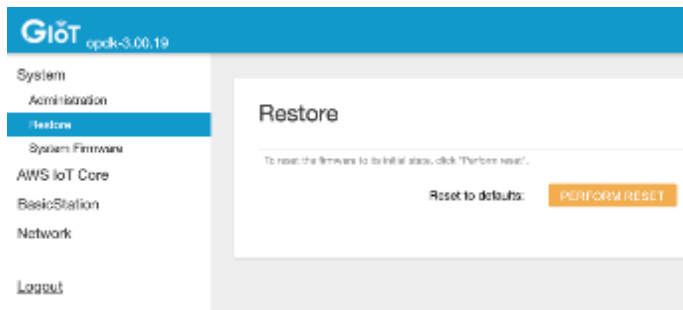 GIoT opdk-3.00.19
System
Administration
Restore
System Firmware
AWS IoT Core
BasicStation
Network
Logout
Restore
To reset the firmware to its initial state, click "Perform reset".
Reset to defaults: PERFORM RESET